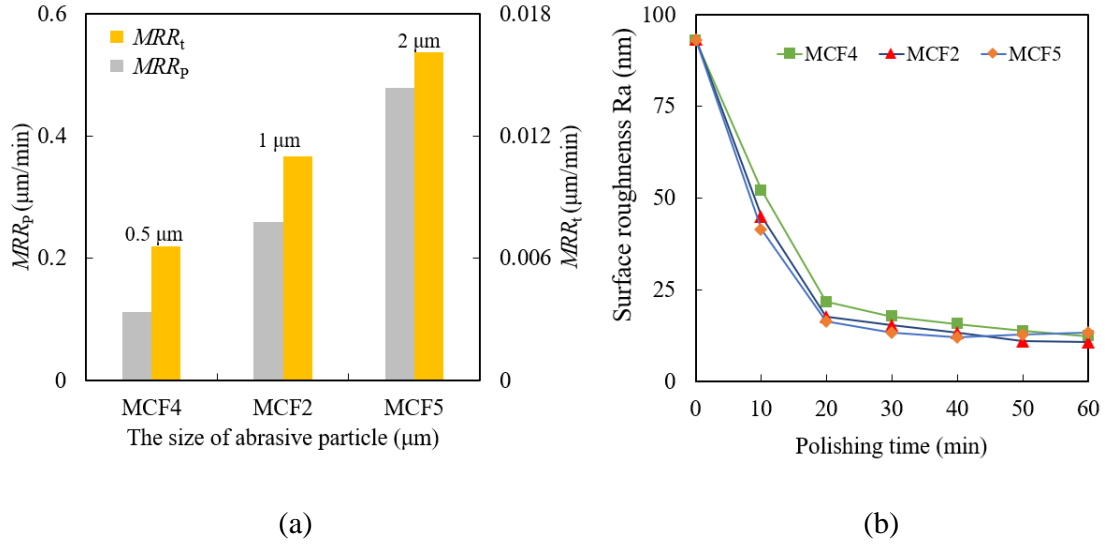 0.6
0.4
0.2
0
MRRp (μm/min)
MRRt
MRRP
0.5 μm
1 μm
2 μm
0.018
0.012
0.006
0
MRRt (μm/min)
MCF4 MCF2 MCF5
The size of abrasive particle (μm)
(a)
100
75
50
25
0
Surface roughnenss Ra (nm)
MCF4 MCF2 MCF5
0 10 20 30 40 50 60
Polishing time (min)
(b)